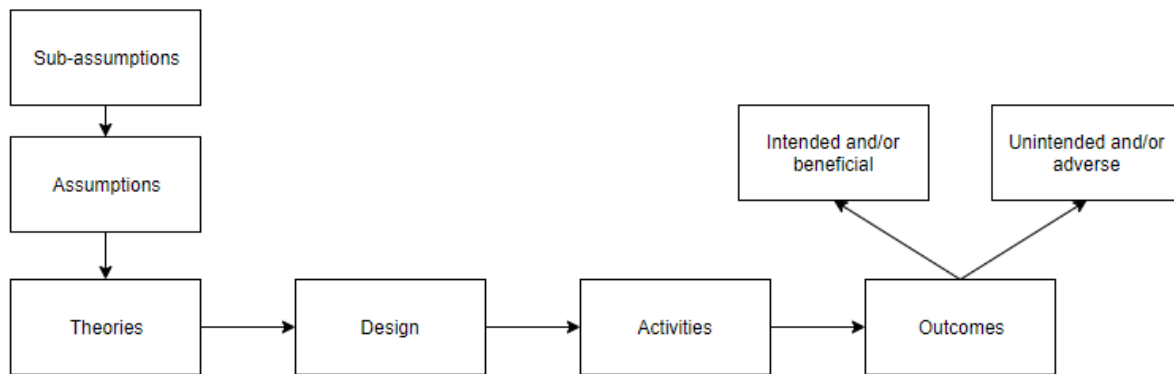 Sub-assumptions
Assumptions
Intended and/or
beneficial
Unintended and/or
adverse
Theories
Design
Activities
Outcomes